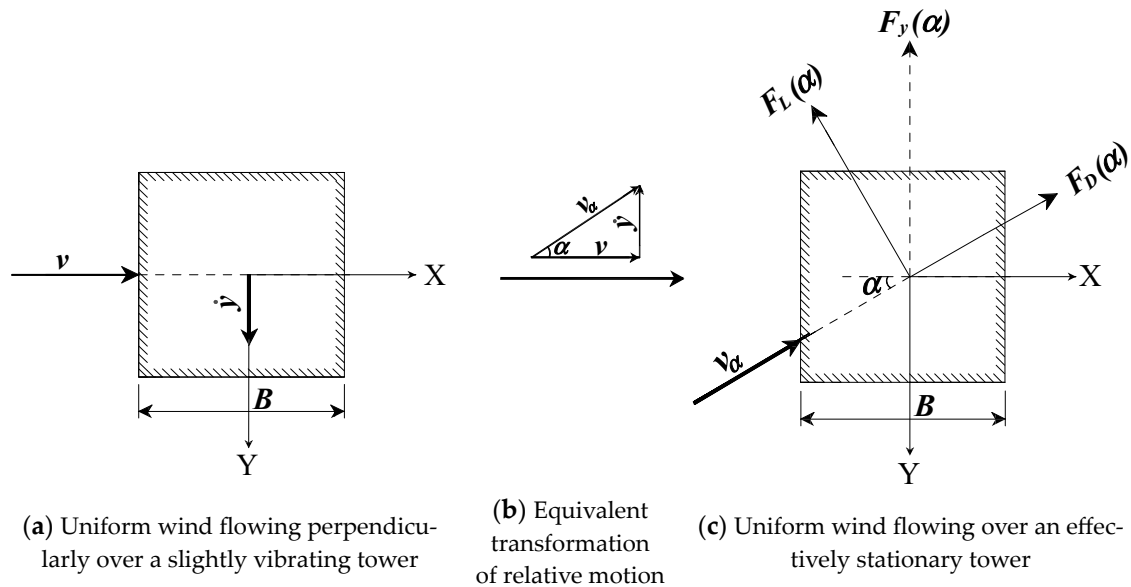 F_y(α)
F_L(α)
F_D(α)
v_α
ẏ
α
v
v
X
ẏ
α
X
v_α
B
B
Y
Y
(a) Uniform wind flowing perpendicu-
larly over a slightly vibrating tower
(b) Equivalent
transformation
of relative motion
(c) Uniform wind flowing over an effec-
tively stationary tower